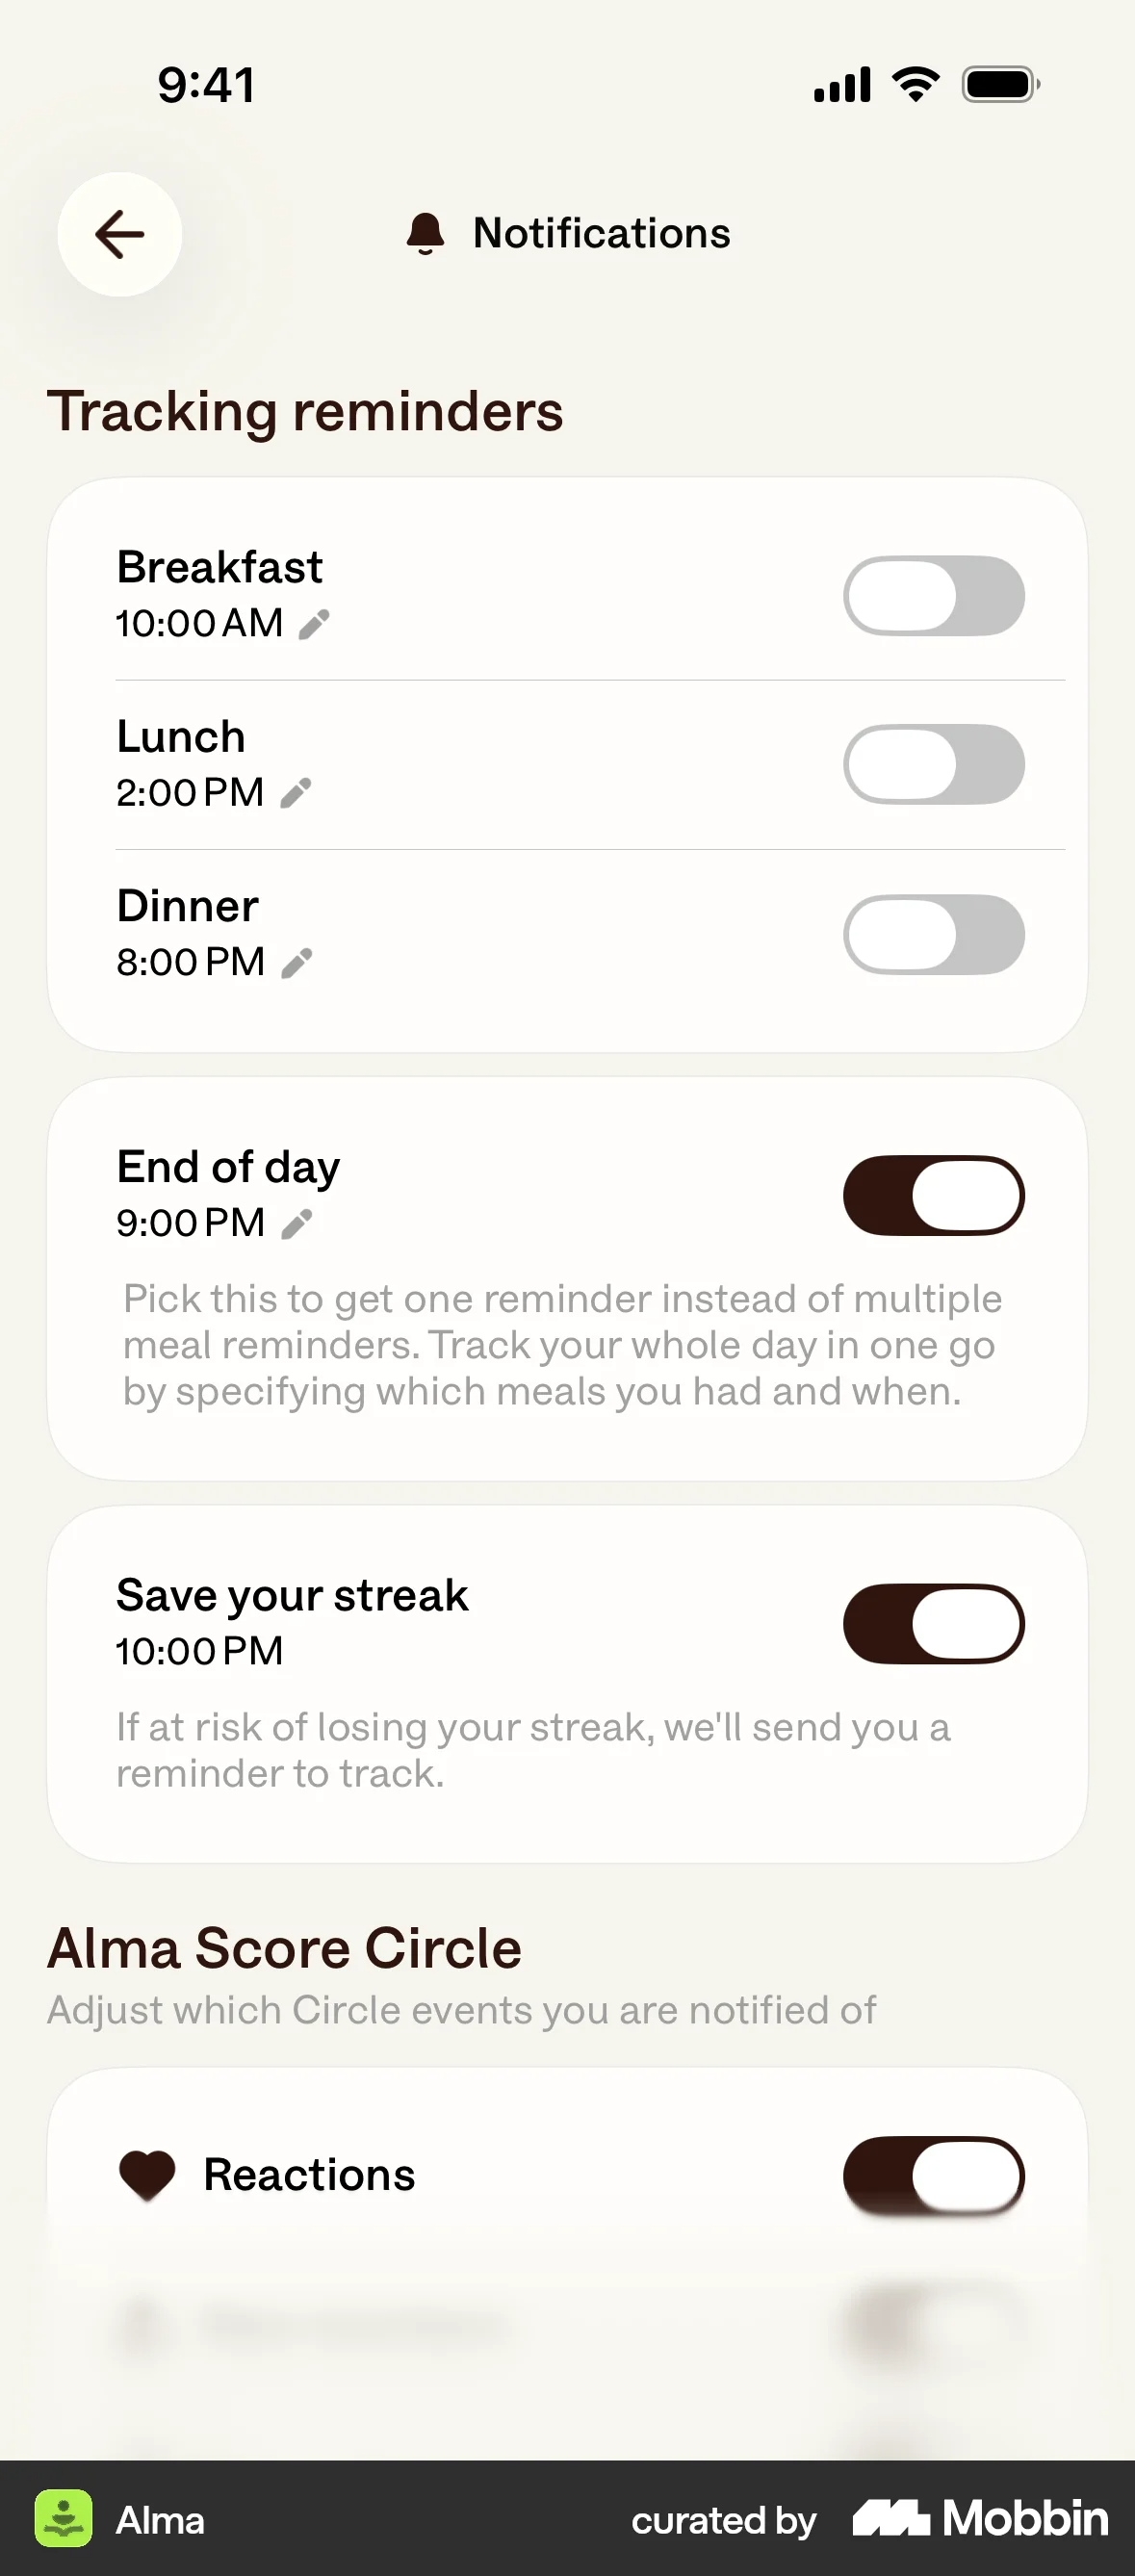 9:41
Notifications
Tracking reminders
Breakfast
10:00 AM
Lunch
2:00 PM
Dinner
8:00 PM
End of day
9:00 PM
Pick this to get one reminder instead of multiple
meal reminders. Track your whole day in one go
by specifying which meals you had and when.
Save your streak
10:00 PM
If at risk of losing your streak, we'll send you a
reminder to track.
Alma Score Circle
Adjust which Circle events you are notified of
Reactions
Alma
curated by Mobbin